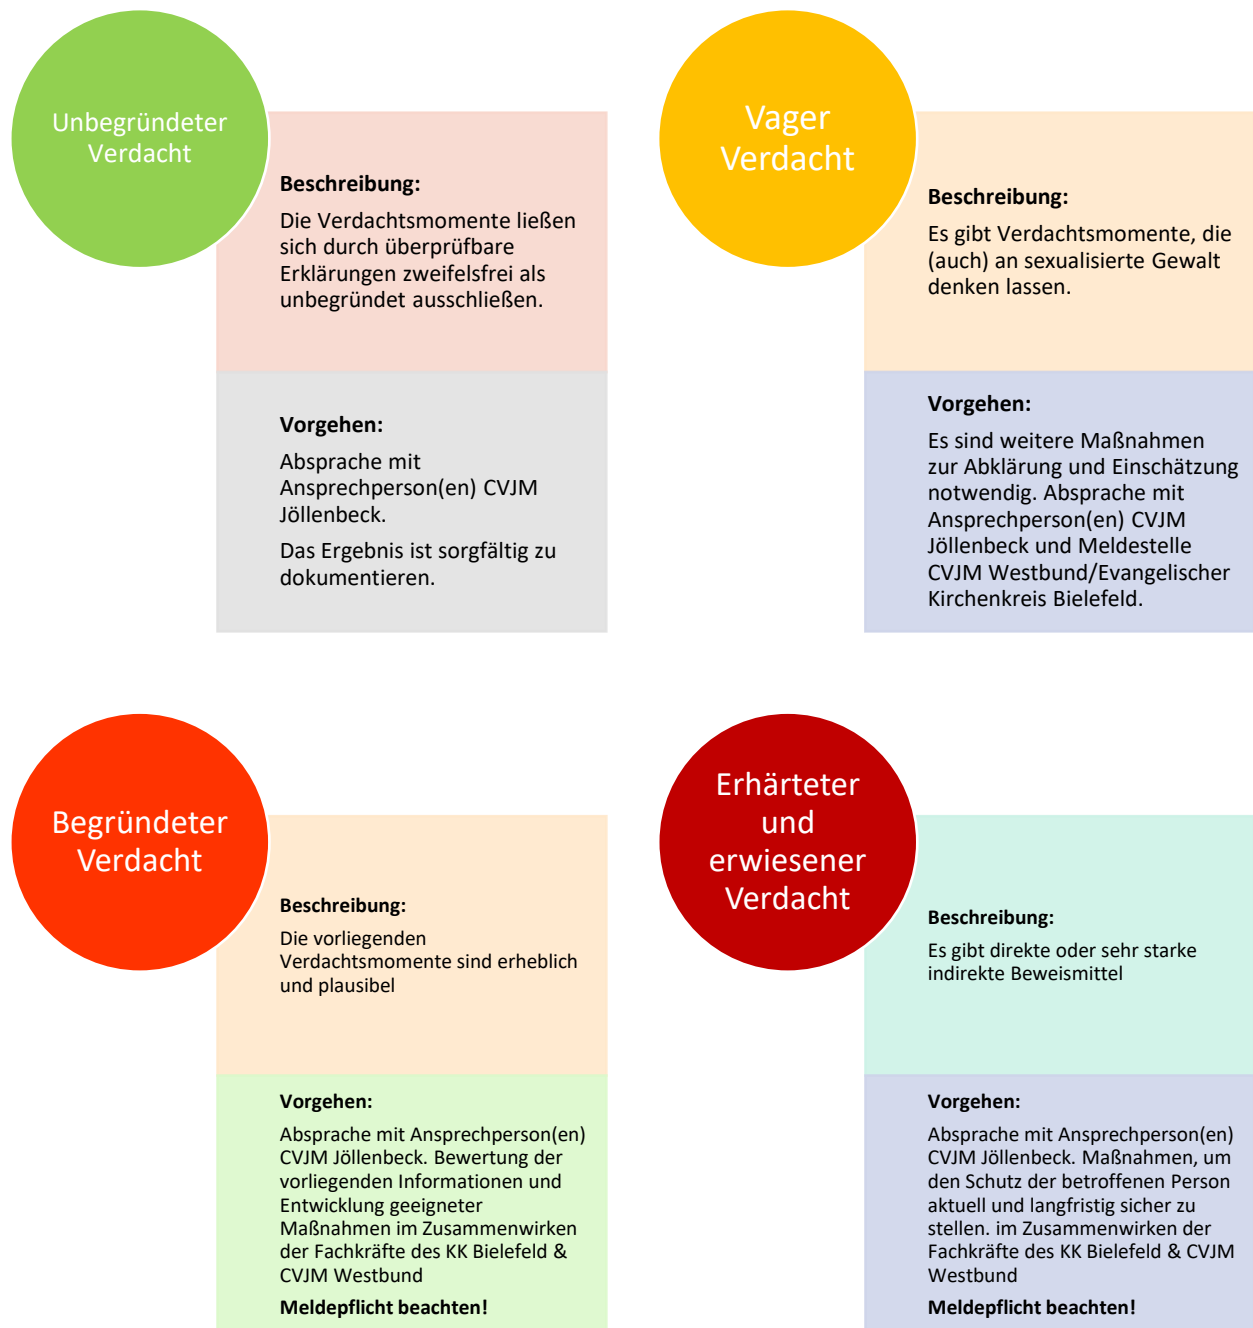 Unbegründeter
Verdacht
Beschreibung:
Die Verdachtsmomente ließen
sich durch überprüfbare
Erklärungen zweifelsfrei als
unbegründet ausschließen.
Vorgehen:
Absprache mit
Ansprechperson(en) CVJM
Jöllenbeck.
Das Ergebnis ist sorgfältig zu
dokumentieren.
Vager
Verdacht
Beschreibung:
Es gibt Verdachtsmomente, die
(auch) an sexualisierte Gewalt
denken lassen.
Vorgehen:
Es sind weitere Maßnahmen
zur Abklärung und Einschätzung
notwendig. Absprache mit
Ansprechperson(en) CVJM
Jöllenbeck und Meldestelle
CVJM Westbund/Evangelischer
Kirchenkreis Bielefeld.
Begründeter
Verdacht
Beschreibung:
Die vorliegenden
Verdachtsmomente sind erheblich
und plausibel
Vorgehen:
Absprache mit Ansprechperson(en)
CVJM Jöllenbeck. Bewertung der
vorliegenden Informationen und
Entwicklung geeigneter
Maßnahmen im Zusammenwirken
der Fachkräfte des KK Bielefeld &
CVJM Westbund
Meldepflicht beachten!
Erhärteter
und
erwiesener
Verdacht
Beschreibung:
Es gibt direkte oder sehr starke
indirekte Beweismittel
Vorgehen:
Absprache mit Ansprechperson(en)
CVJM Jöllenbeck. Maßnahmen, um
den Schutz der betroffenen Person
aktuell und langfristig sicher zu
stellen. im Zusammenwirken der
Fachkräfte des KK Bielefeld & CVJM
Westbund
Meldepflicht beachten!